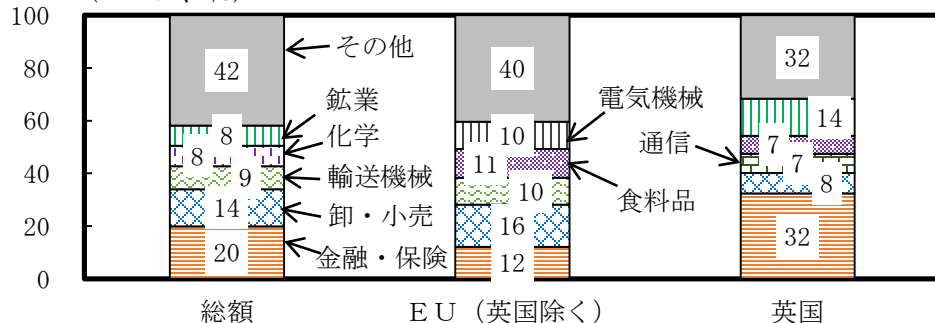 100
80
60
40
20
0
42
8
8
9
14
20
その他
鉱業
化学
輸送機械
卸・小売
金融・保険
40
10
11
10
16
12
電気機械
通信
食料品
32
14
7
7
8
32
総額
ＥＵ（英国除く）
英国